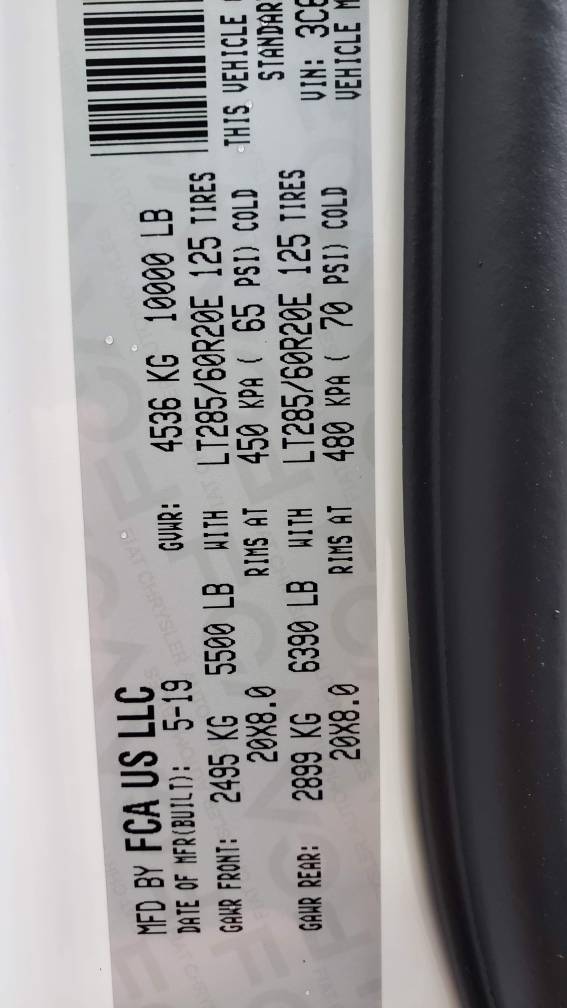 MFD BY FCA US LLC
DATE OF MFR(BUILT): 5-19 GVWR: 4536 KG 10000 LB
GAWR FRONT: 2495 KG 5500 LB WITH LT285/60R20E 125 TIRES
20X8.0 RIMS AT 450 KPA ( 65 PSI) COLD
GAWR REAR: 2899 KG 6390 LB WITH LT285/60R20E 125 TIRES
20X8.0 RIMS AT 480 KPA ( 70 PSI) COLD
THIS VEHICLE
STANDAR
VIN: 3C6
VEHICLE M